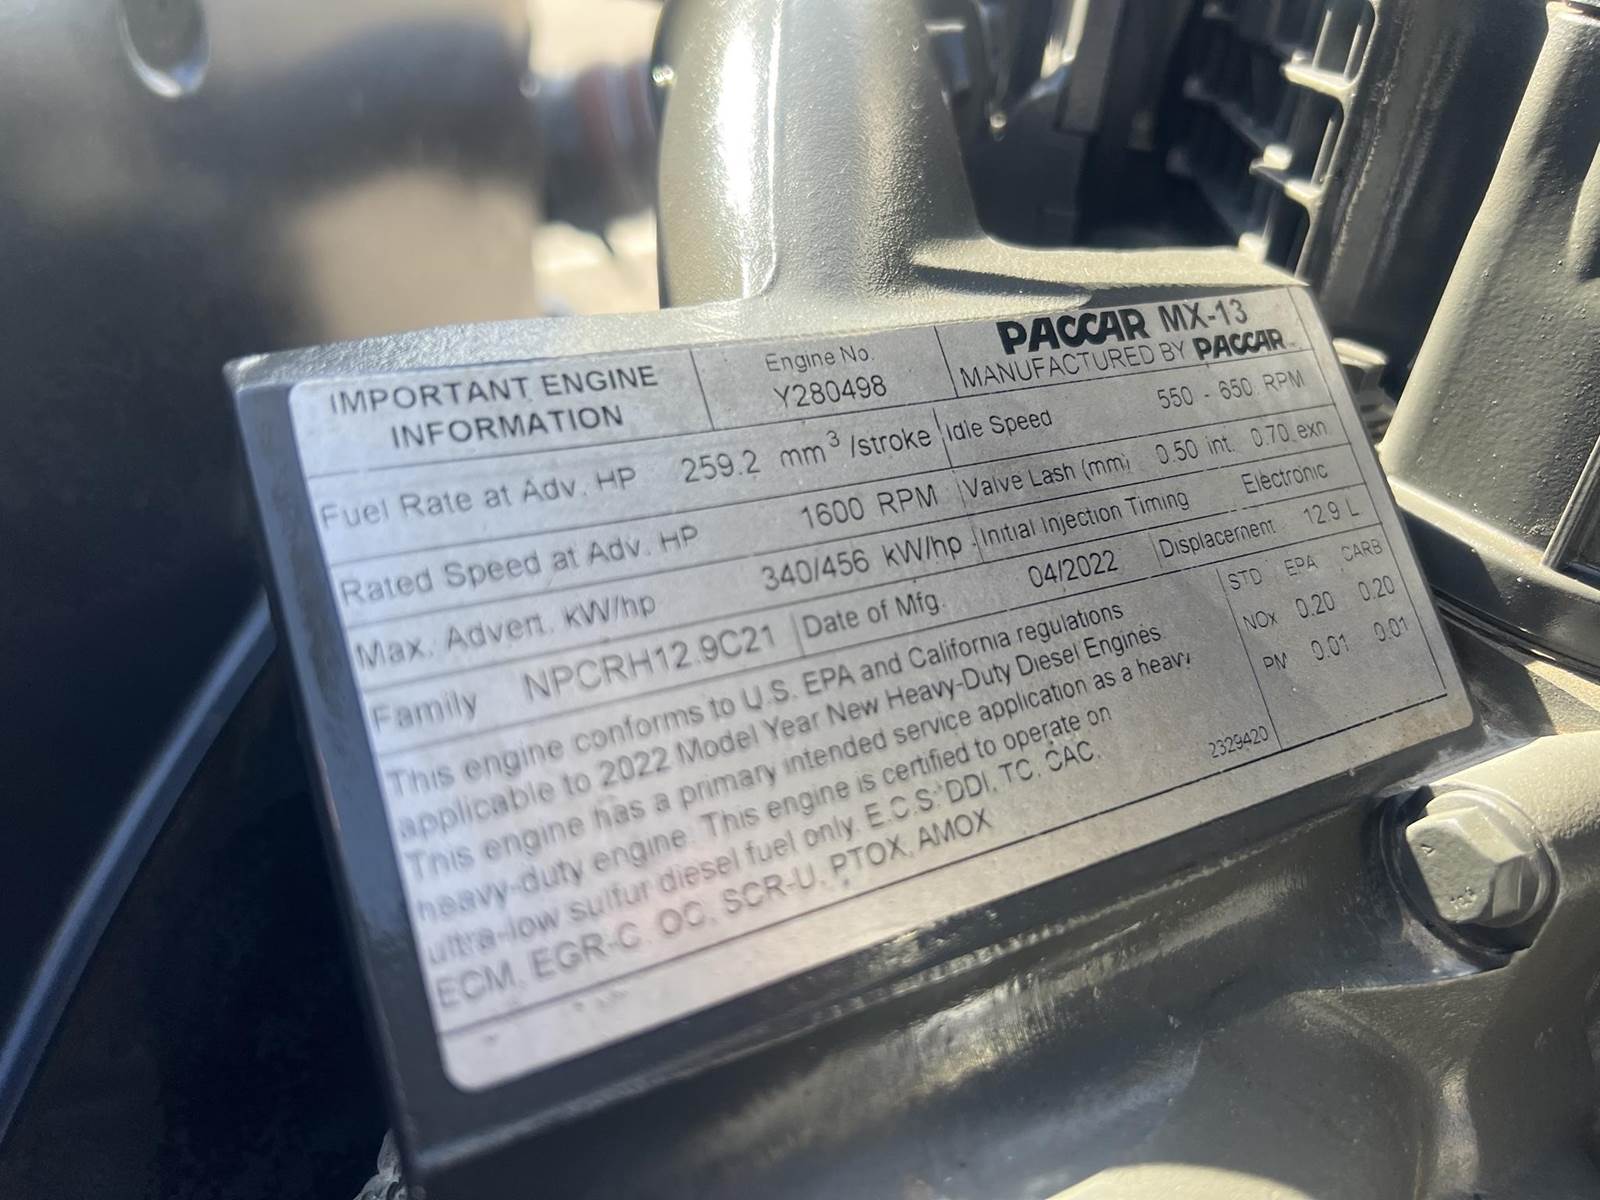 IMPORTANT ENGINE
INFORMATION
Engine No.
Y280498
PACCAR MX-13
MANUFACTURED BY PACCAR
Fuel Rate at Adv. HP 259.2 mm³/stroke
Idle Speed 550 - 650 RPM
Rated Speed at Adv. HP 1600 RPM
Valve Lash (mm) 0.50 int. 0.70 exh
Max. Advert. kW/hp 340/456 kW/hp
Initial Injection Timing Electronic
Family NPCRH12.9C21
Date of Mfg. 04/2022
Displacement 12.9 L
This engine conforms to U.S. EPA and California regulations
applicable to 2022 Model Year New Heavy-Duty Diesel Engines.
This engine has a primary intended service application as a heavy
heavy-duty engine. This engine is certified to operate on
ultra-low sulfur diesel fuel only. E.C.S: DDI, TC, CAC,
ECM, EGR-C, OC, SCR-U, PTOX, AMOX
STD EPA CARB
NOx 0.20 0.20
PM 0.01 0.01
2329420